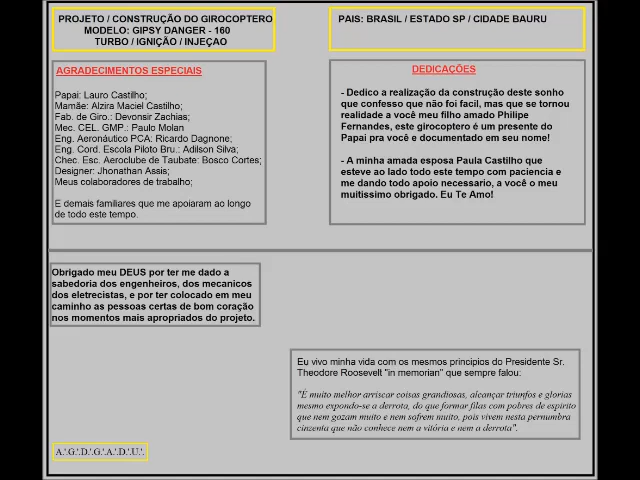 PROJETO / CONSTRUÇÃO DO GIROCOPTERO
MODELO: GIPSY DANGER - 160
TURBO / IGNIÇÃO / INJEÇAO
PAIS: BRASIL / ESTADO SP / CIDADE BAURU
AGRADECIMENTOS ESPECIAIS
Papai: Lauro Castilho;
Mamãe: Alzira Maciel Castilho;
Fab. de Giro.: Devonsir Zachias;
Mec. CEL. GMP.: Paulo Molan
Eng. Aeronáutico PCA: Ricardo Dagnone;
Eng. Cord. Escola Piloto Bru.: Adilson Silva;
Chec. Esc. Aeroclube de Taubate: Bosco Cortes;
Designer: Jhonathan Assis;
Meus colaboradores de trabalho;
E demais familiares que me apoiaram ao longo
de todo este tempo.
DEDICAÇÕES
- Dedico a realização da construção deste sonho
que confesso que não foi facil, mas que se tornou
realidade a você meu filho amado Philipe
Fernandes, este girocoptero é um presente do
Papai pra você e documentado em seu nome!
- A minha amada esposa Paula Castilho que
esteve ao lado todo este tempo com paciencia e
me dando todo apoio necessario, a você o meu
muitissimo obrigado. Eu Te Amo!
Obrigado meu DEUS por ter me dado a
sabedoria dos engenheiros, dos mecanicos
dos eletrecistas, e por ter colocado em meu
caminho as pessoas certas de bom coração
nos momentos mais apropriados do projeto.
Eu vivo minha vida com os mesmos principios do Presidente Sr.
Theodore Roosevelt "in memorian" que sempre falou:
"É muito melhor arriscar coisas grandiosas, alcançar triunfos e glorias
mesmo expondo-se a derrota, do que formar filas com pobres de espirito
que nem gozam muito e nem sofrem muito, pois vivem nesta pernumbra
cinzenta que não conhece nem a vitória e nem a derrota".
A.'.G.'.D.'.G.'.A.'.D.'.U.'.